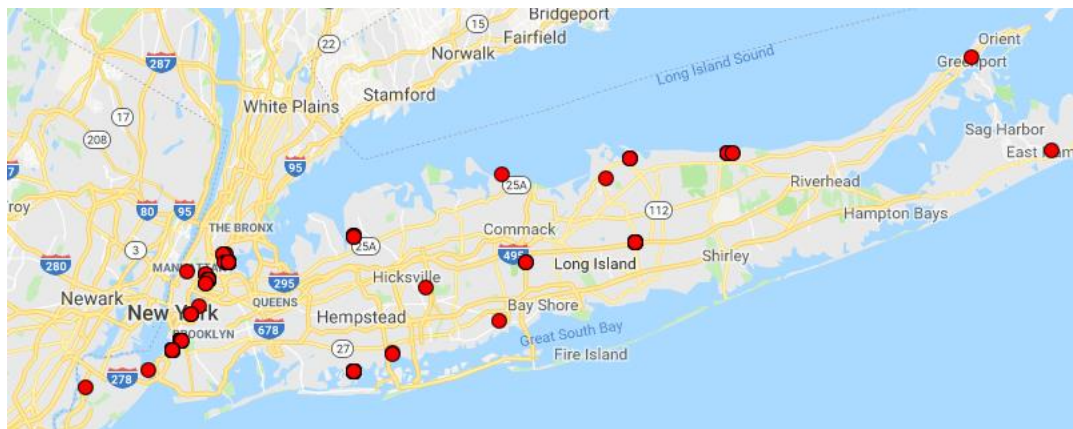 Bridgeport
15
Fairfield
22
Norwalk
Orient
287
Long Island Sound
Greenport
Stamford
White Plains
17
Sag Harbor
208
East Ham
95
Riverhead
25A
80
95
112
Hampton Bays
THE BRONX
Commack
3
25A
495
Shirley
280
MANHATTAN
Hicksville
Long Island
295
Newark
QUEENS
Bay Shore
New York
Hempstead
BROOKLYN
678
Great South Bay
27
Fire Island
278